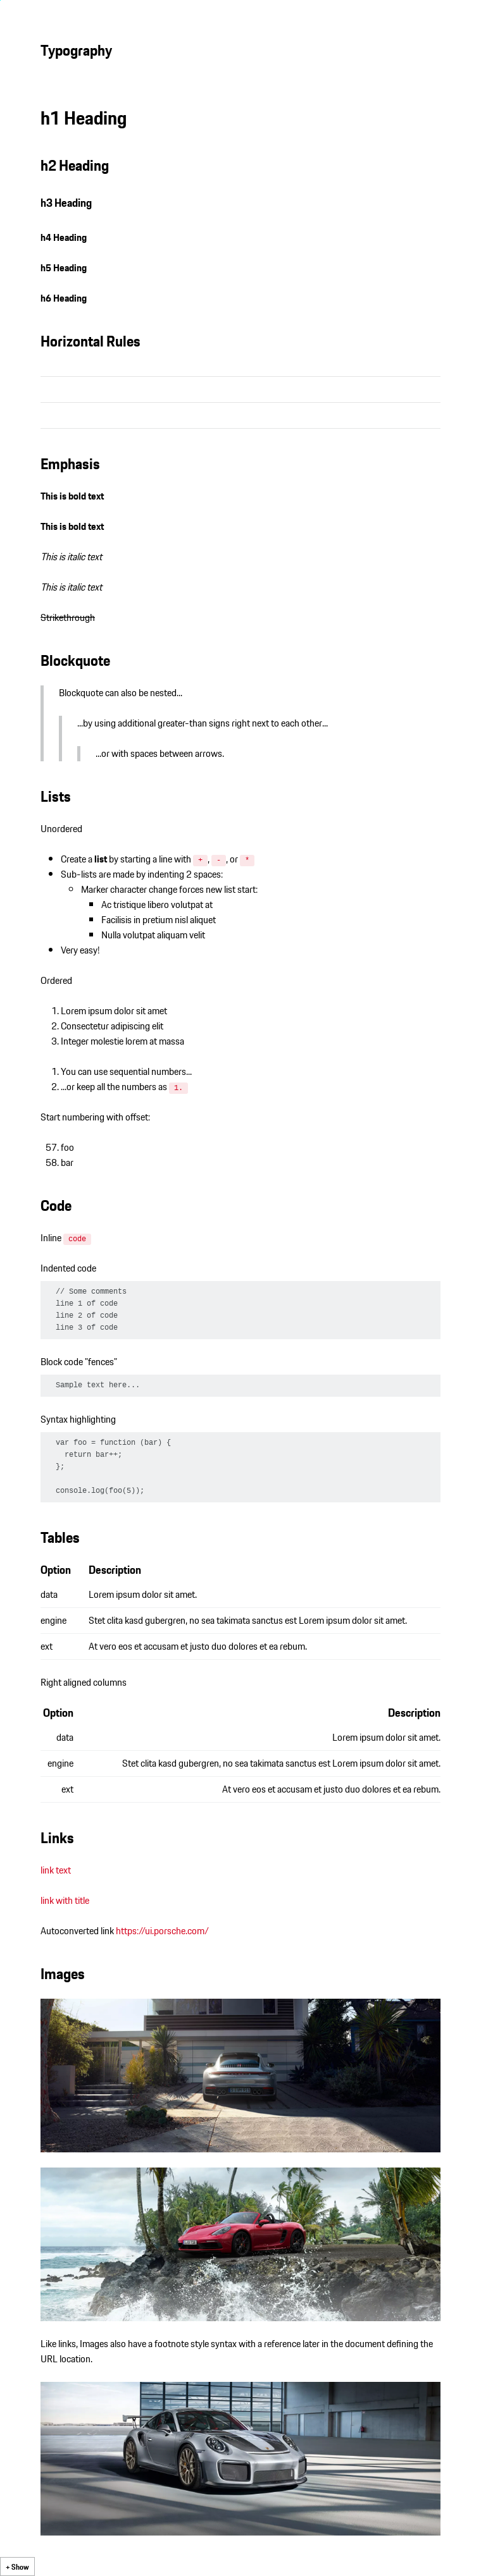 Typography
h1 Heading
h2 Heading
h3 Heading
h4 Heading
h5 Heading
h6 Heading
Horizontal Rules
Emphasis
This is bold text
This is bold text
This is italic text
This is italic text
Strikethrough
Blockquote
Blockquote can also be nested...
...by using additional greater-than signs right next to each other...
...or with spaces between arrows.
Lists
Unordered
Create a list by starting a line with +, -, or *
Sub-lists are made by indenting 2 spaces:
Marker character change forces new list start:
Ac tristique libero volutpat at
Facilisis in pretium nisl aliquet
Nulla volutpat aliquam velit
Very easy!
Ordered
1. Lorem ipsum dolor sit amet
2. Consectetur adipiscing elit
3. Integer molestie lorem at massa
1. You can use sequential numbers...
2. ...or keep all the numbers as 1.
Start numbering with offset:
57. foo
58. bar
Code
Inline code
Indented code
// Some comments
line 1 of code
line 2 of code
line 3 of code
Block code "fences"
Sample text here...
Syntax highlighting
var foo = function (bar) {
  return bar++;
};
console.log(foo(5));
Tables
Option Description
data Lorem ipsum dolor sit amet.
engine Stet clita kasd gubergren, no sea takimata sanctus est Lorem ipsum dolor sit amet.
ext At vero eos et accusam et justo duo dolores et ea rebum.
Right aligned columns
Option Description
data Lorem ipsum dolor sit amet.
engine Stet clita kasd gubergren, no sea takimata sanctus est Lorem ipsum dolor sit amet.
ext At vero eos et accusam et justo duo dolores et ea rebum.
Links
link text
link with title
Autoconverted link https://ui.porsche.com/
Images
Like links, Images also have a footnote style syntax with a reference later in the document defining the
URL location.
+ Show